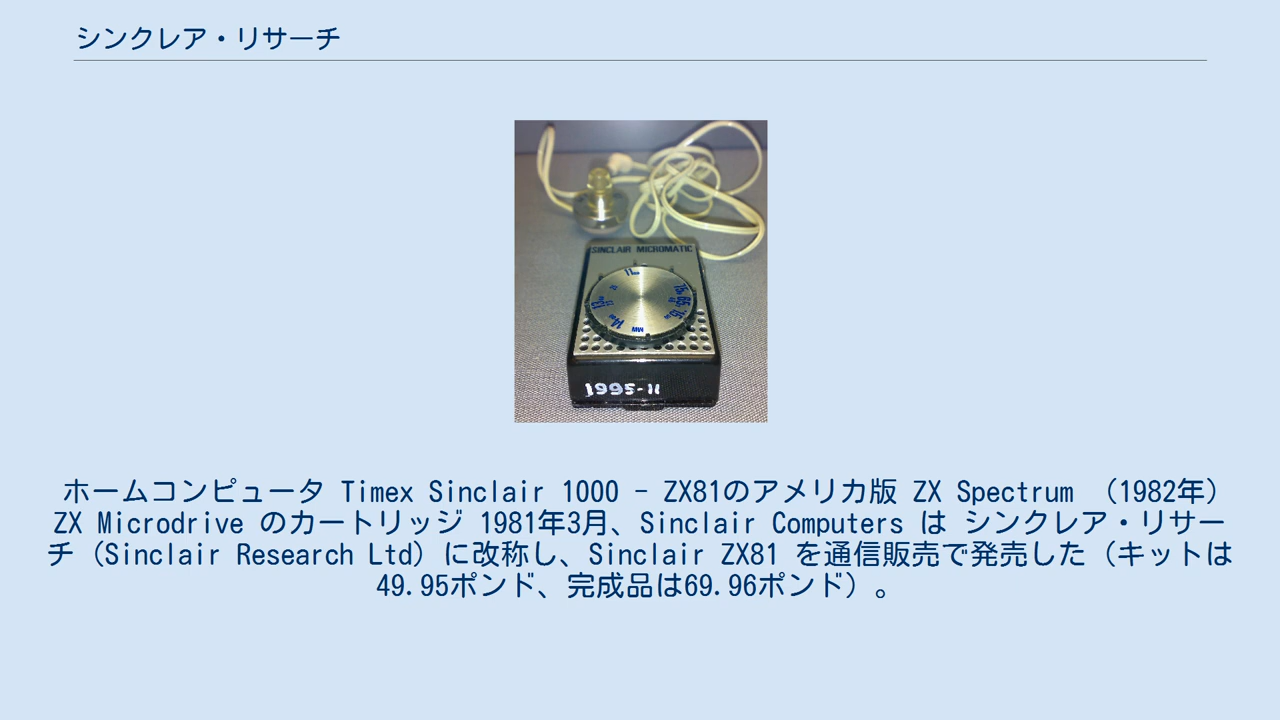 シンクレア・リサーチ
SINCLAIR MICROMATIC
MW
1995-11
ホームコンピュータ Timex Sinclair 1000 - ZX81のアメリカ版 ZX Spectrum （1982年）
ZX Microdrive のカートリッジ 1981年3月、Sinclair Computers は シンクレア・リサー
チ（Sinclair Research Ltd）に改称し、Sinclair ZX81 を通信販売で発売した（キットは
49.95ポンド、完成品は69.96ポンド）。